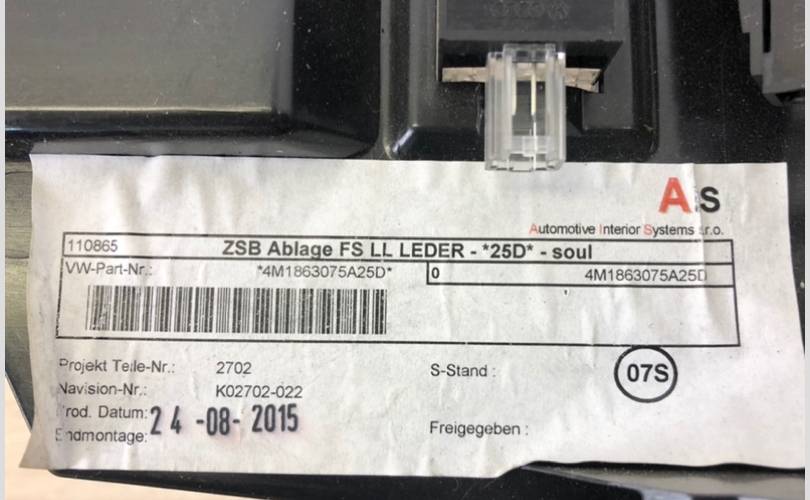 AIS
Automotive Interior Systems s.r.o.
110865 ZSB Ablage FS LL LEDER - *25D* - soul
VW-Part-Nr.: *4M1863075A25D* 0 4M1863075A25D
Projekt Teile-Nr.: 2702 S-Stand : 07S
Navision-Nr.: K02702-022
Prod. Datum: 24-08-2015
Endmontage: Freigegeben :